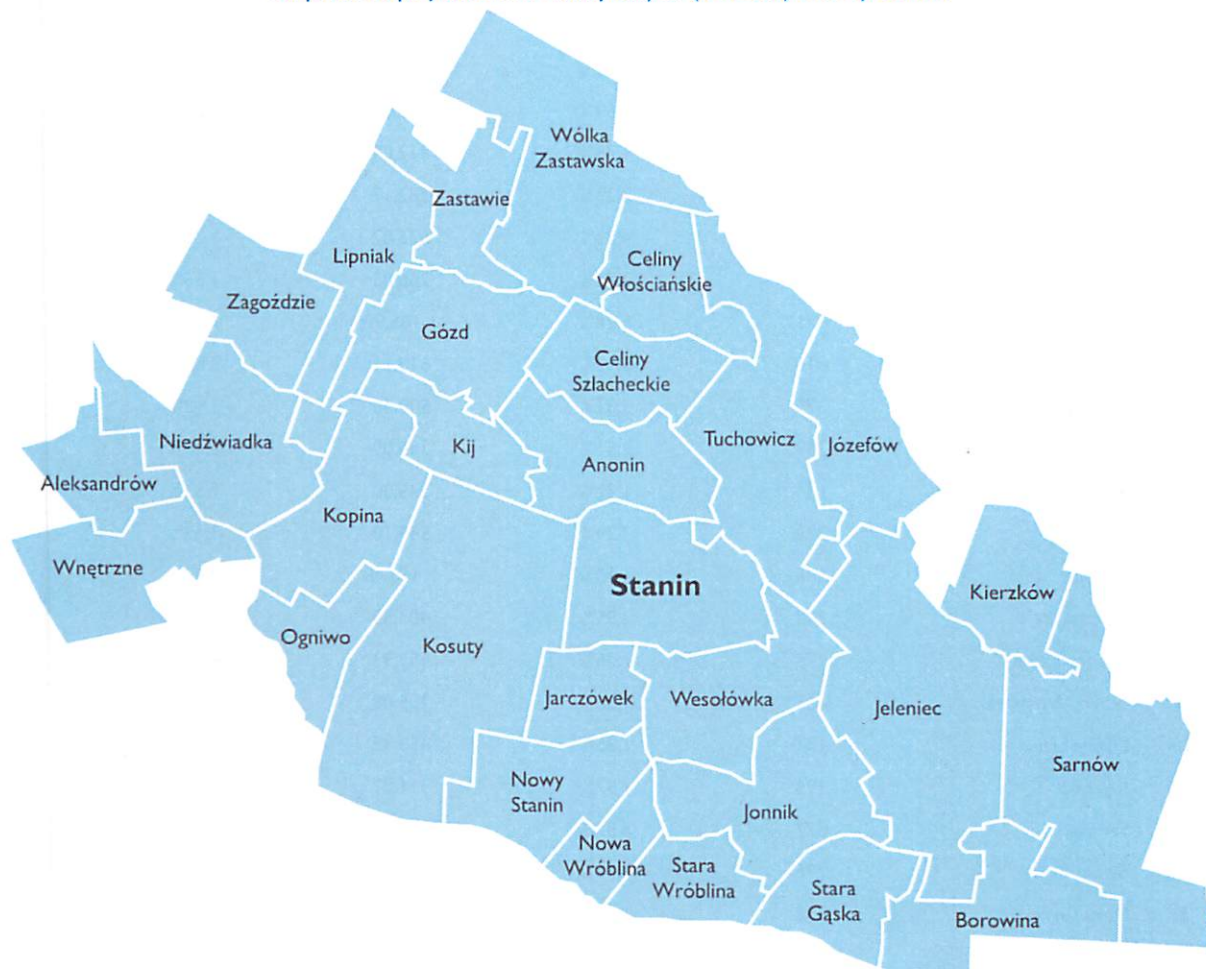 Wólka
Zastawska
Zastawie
Celiny
Włościańskie
Lipniak
Zagoździe
Gózd
Celiny
Szlacheckie
Niedźwiadka
Kij
Anonin
Tuchowicz
Józefów
Aleksandrów
Kopina
Wnętrzne
Stanin
Kierzków
Ogniwo
Kosuty
Jarczówek
Wesołówka
Jeleniec
Sarnów
Nowy
Stanin
Jonnik
Nowa
Wróblina
Stara
Wróblina
Stara
Gąska
Borowina